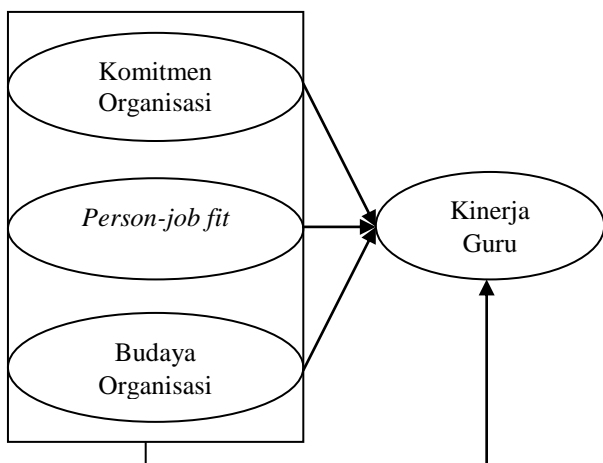 Komitmen
Organisasi
Person-job fit
Kinerja
Guru
Budaya
Organisasi